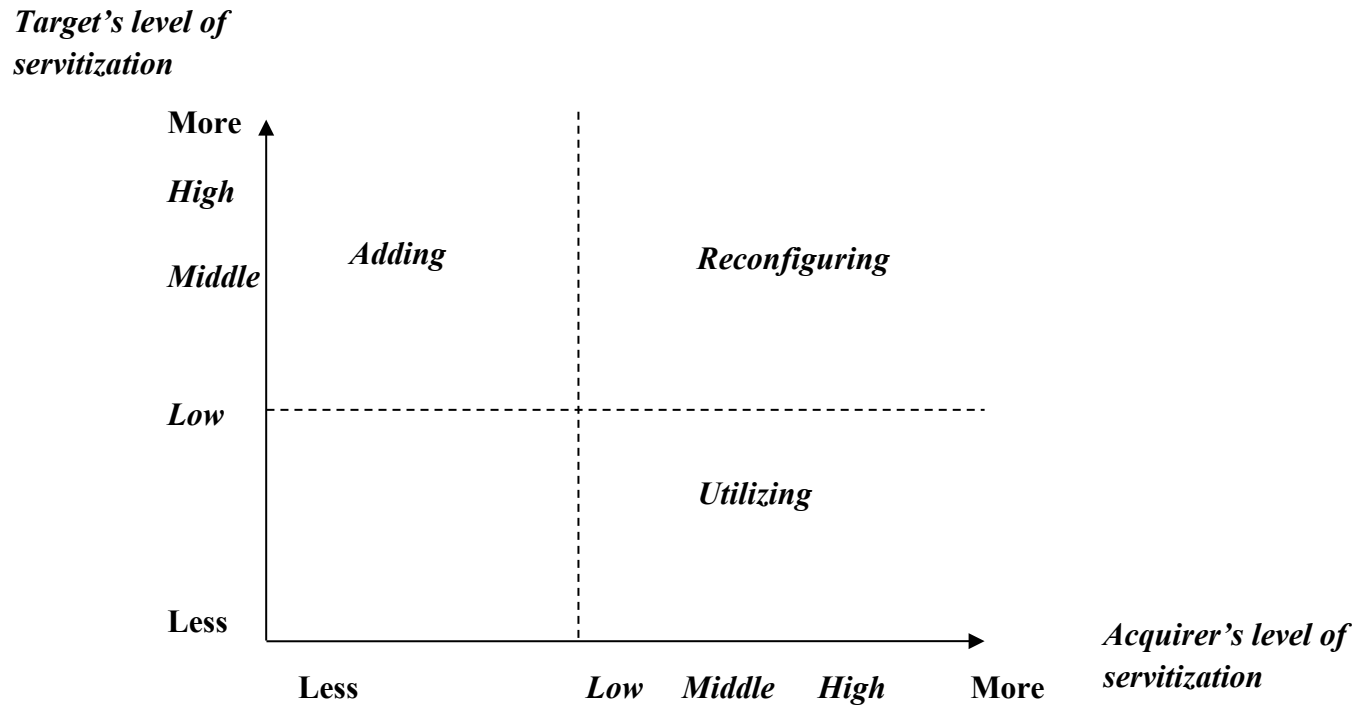 Target’s level of
servitization
More
High
Adding
Reconfiguring
Middle
Low
Utilizing
Less
Acquirer’s level of
servitization
Less Low Middle High More